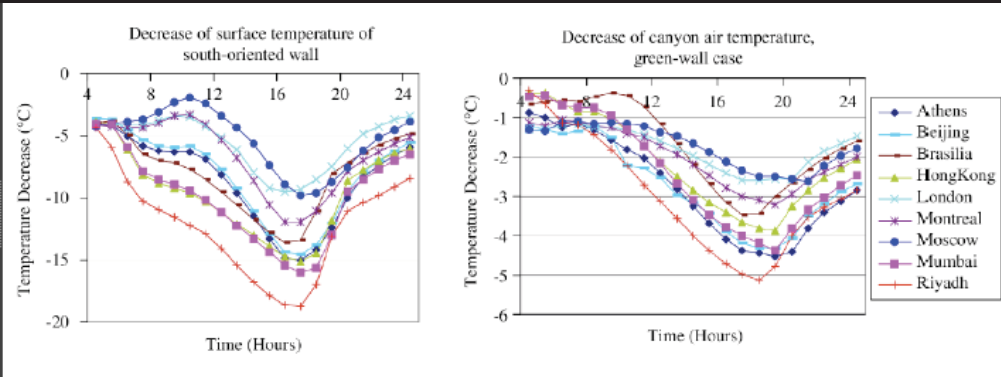 Decrease of surface temperature of
south-oriented wall
0
-5
-10
-15
-20
4
8
12
16
20
24
Temperature Decrease (°C)
Time (Hours)
Decrease of canyon air temperature,
green-wall case
0
-1
-2
-3
-4
-5
-6
4
8
12
16
20
24
Temperature Decrease (°C)
Time (Hours)
Athens
Beijing
Brasilia
HongKong
London
Montreal
Moscow
Mumbai
Riyadh